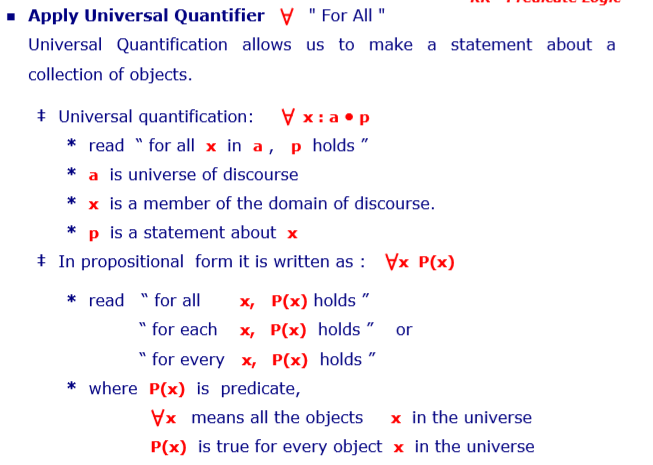 KR – Predicate Logic
▪ Apply Universal Quantifier ∀ " For All "
Universal Quantification allows us to make a statement about a
collection of objects.
‡ Universal quantification: ∀ x : a • p
* read “ for all x in a , p holds ”
* a is universe of discourse
* x is a member of the domain of discourse.
* p is a statement about x
‡ In propositional form it is written as : ∀x P(x)
* read “ for all x, P(x) holds ”
“ for each x, P(x) holds ” or
“ for every x, P(x) holds ”
* where P(x) is predicate,
∀x means all the objects x in the universe
P(x) is true for every object x in the universe